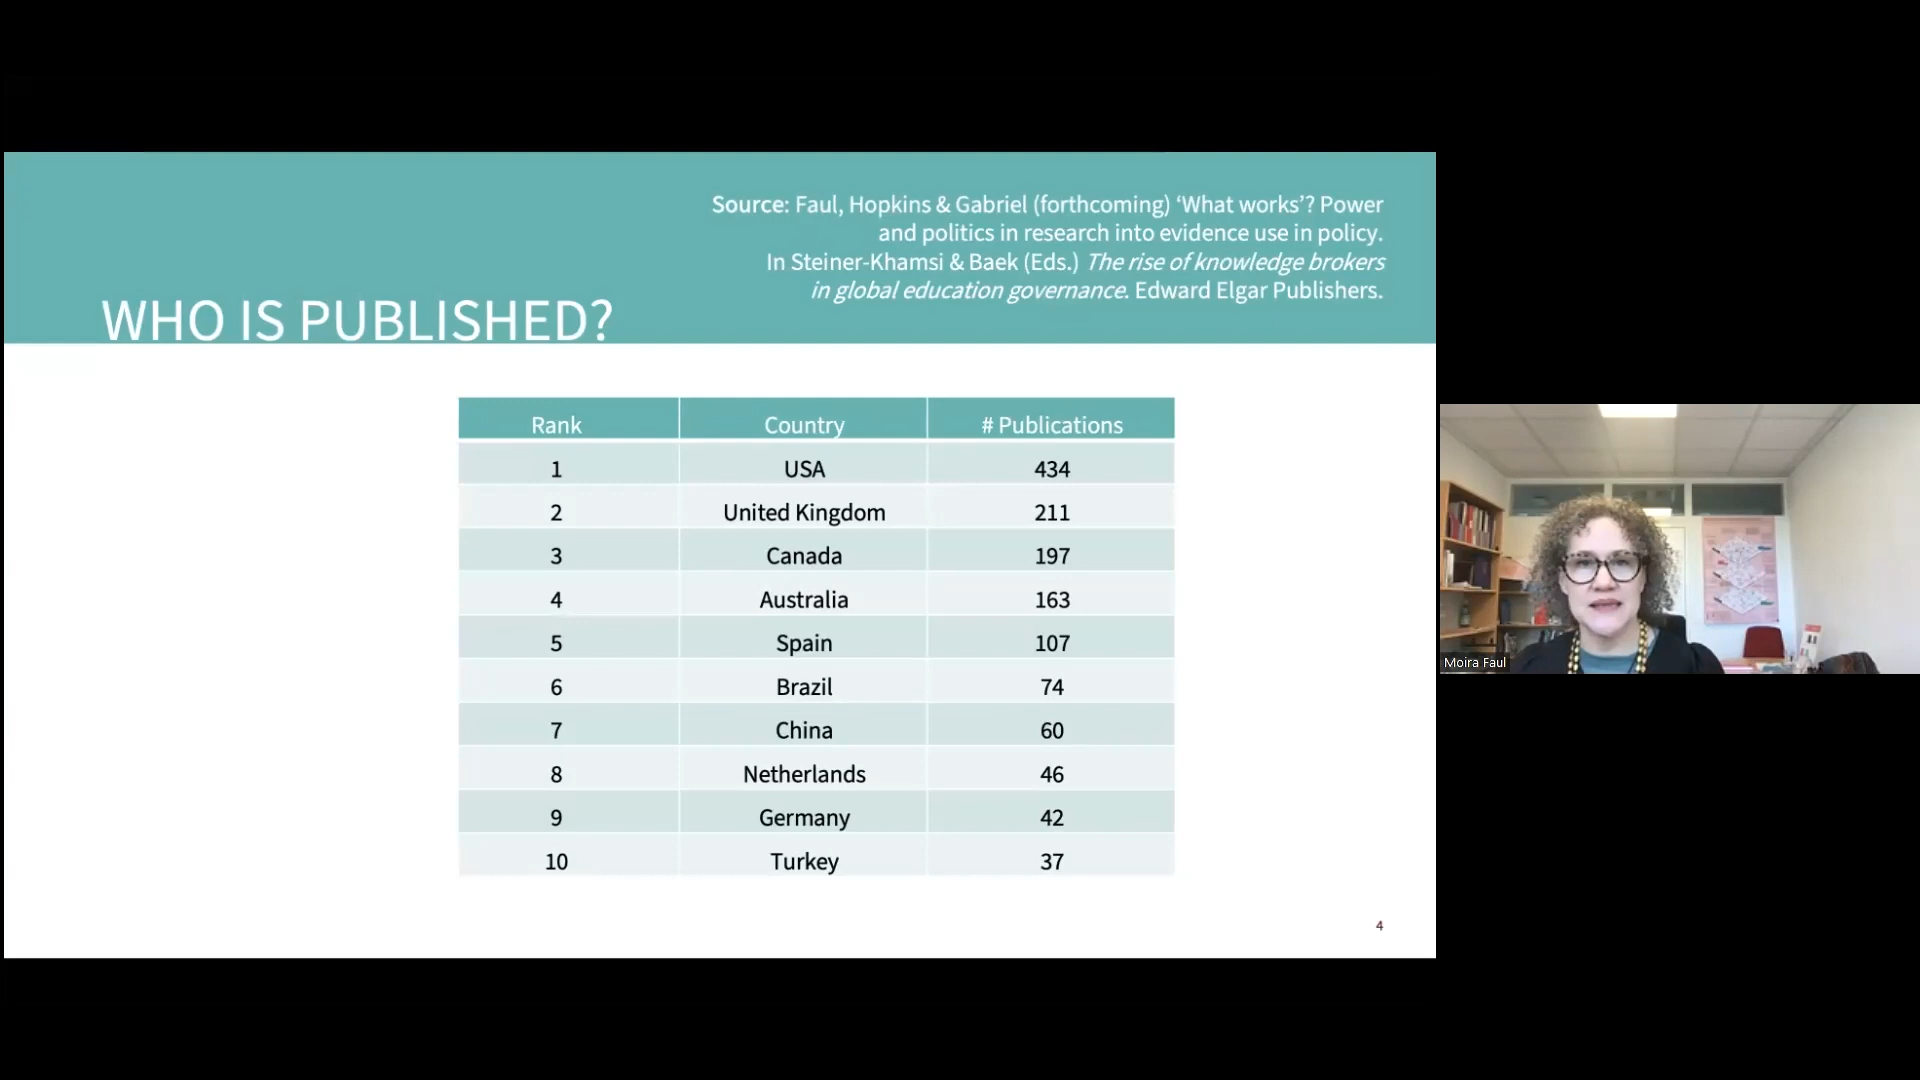 Source: Faul, Hopkins & Gabriel (forthcoming) ‘What works’? Power
and politics in research into evidence use in policy.
In Steiner-Khamsi & Baek (Eds.) The rise of knowledge brokers
in global education governance. Edward Elgar Publishers.
WHO IS PUBLISHED?
Rank Country # Publications
1 USA 434
2 United Kingdom 211
3 Canada 197
4 Australia 163
5 Spain 107
6 Brazil 74
7 China 60
8 Netherlands 46
9 Germany 42
10 Turkey 37
4
Moira Faul